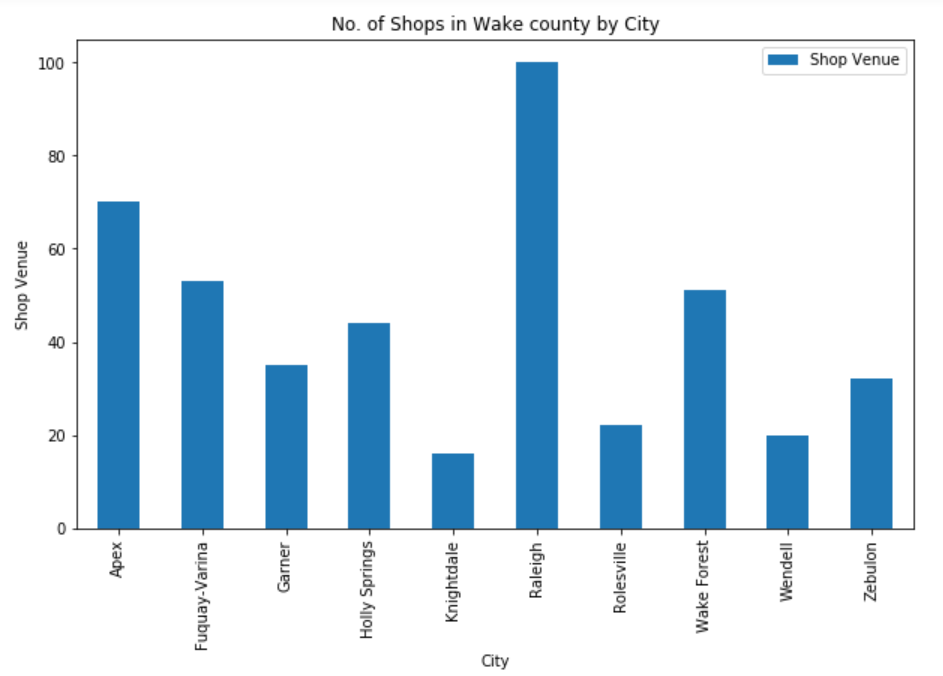 No. of Shops in Wake county by City
Shop Venue
100
80
60
40
20
0
Shop Venue
Apex
Fuquay-Varina
Garner
Holly Springs
Knightdale
Raleigh
Rolesville
Wake Forest
Wendell
Zebulon
City